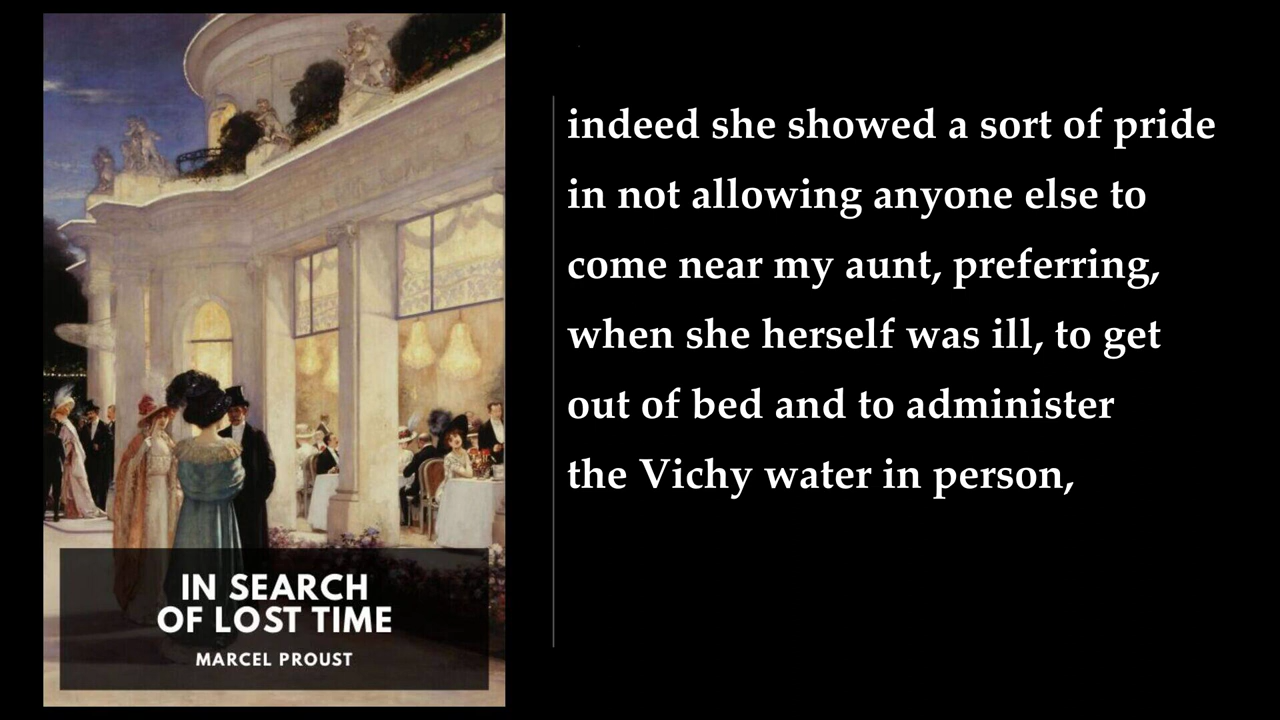 IN SEARCH
OF LOST TIME
MARCEL PROUST
indeed she showed a sort of pride
in not allowing anyone else to
come near my aunt, preferring,
when she herself was ill, to get
out of bed and to administer
the Vichy water in person,